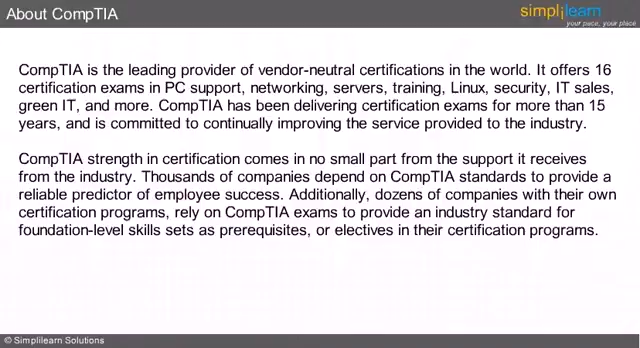 About CompTIA
simplilearn
your pace, your place
CompTIA is the leading provider of vendor-neutral certifications in the world. It offers 16
certification exams in PC support, networking, servers, training, Linux, security, IT sales,
green IT, and more. CompTIA has been delivering certification exams for more than 15
years, and is committed to continually improving the service provided to the industry.
CompTIA strength in certification comes in no small part from the support it receives
from the industry. Thousands of companies depend on CompTIA standards to provide a
reliable predictor of employee success. Additionally, dozens of companies with their own
certification programs, rely on CompTIA exams to provide an industry standard for
foundation-level skills sets as prerequisites, or electives in their certification programs.
© Simplilearn Solutions